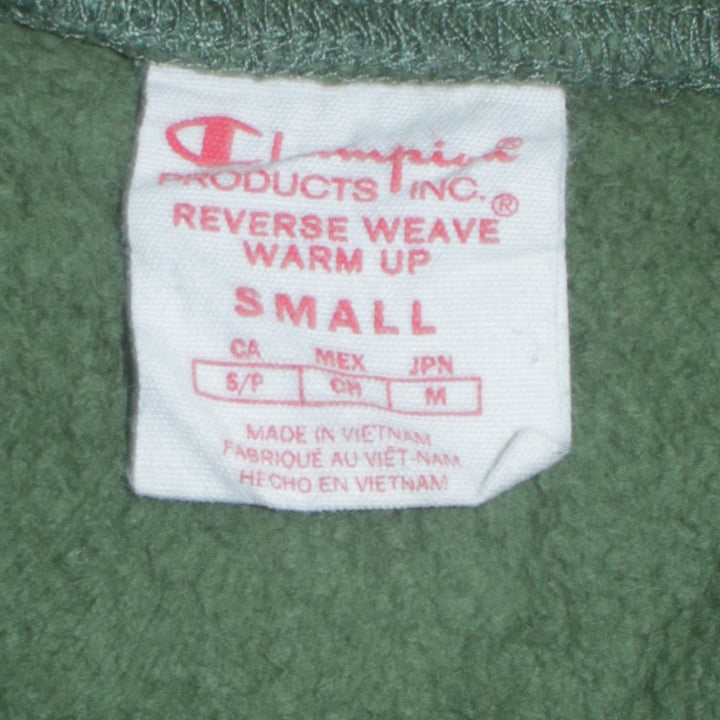 Champion®
PRODUCTS INC.®
REVERSE WEAVE
WARM UP
SMALL
CA MEX JPN
S/P CH M
MADE IN VIETNAM
FABRIQUÉ AU VIÊT-NAM
HECHO EN VIETNAM